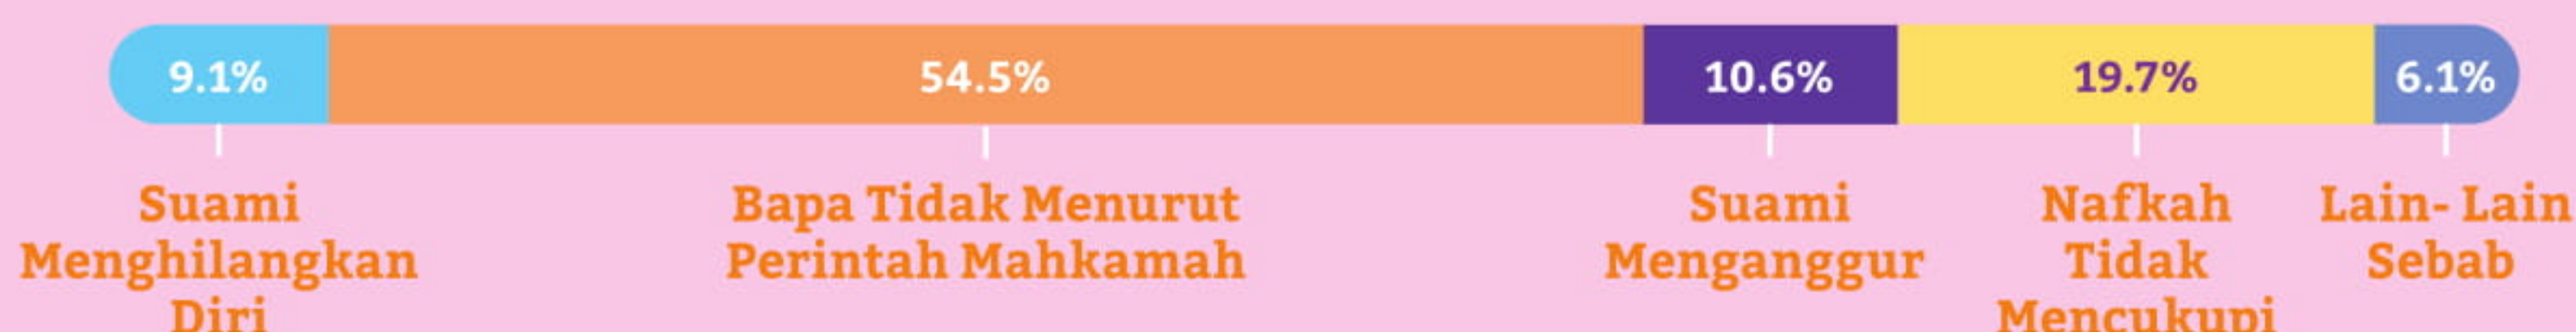 9.1% 54.5% 10.6% 19.7% 6.1%
Suami
Menghilangkan
Diri
Bapa Tidak Menurut
Perintah Mahkamah
Suami
Menganggur
Nafkah
Tidak
Mencukupi
Lain- Lain
Sebab